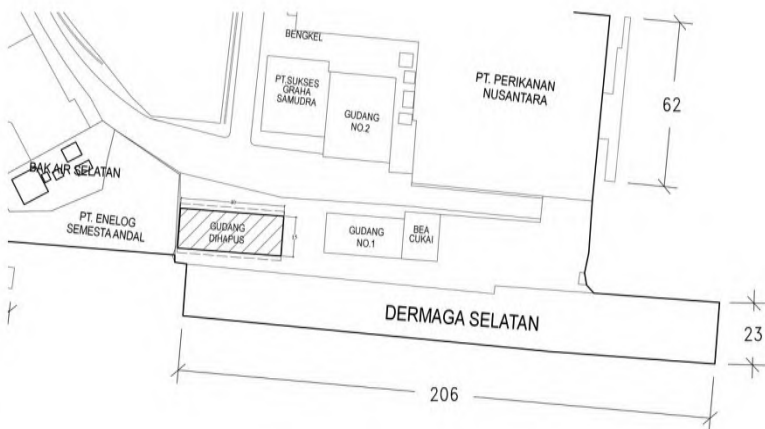 BENGKEL
PT.SUKSES
GRAHA
SAMUDRA
GUDANG
NO.2
PT. PERIKANAN
NUSANTARA
62
BAK AIR SELATAN
PT. ENELOG
SEMESTA ANDAL
GUDANG
DIHAPUS
GUDANG
NO.1
BEA
CUKAI
DERMAGA SELATAN
23
206